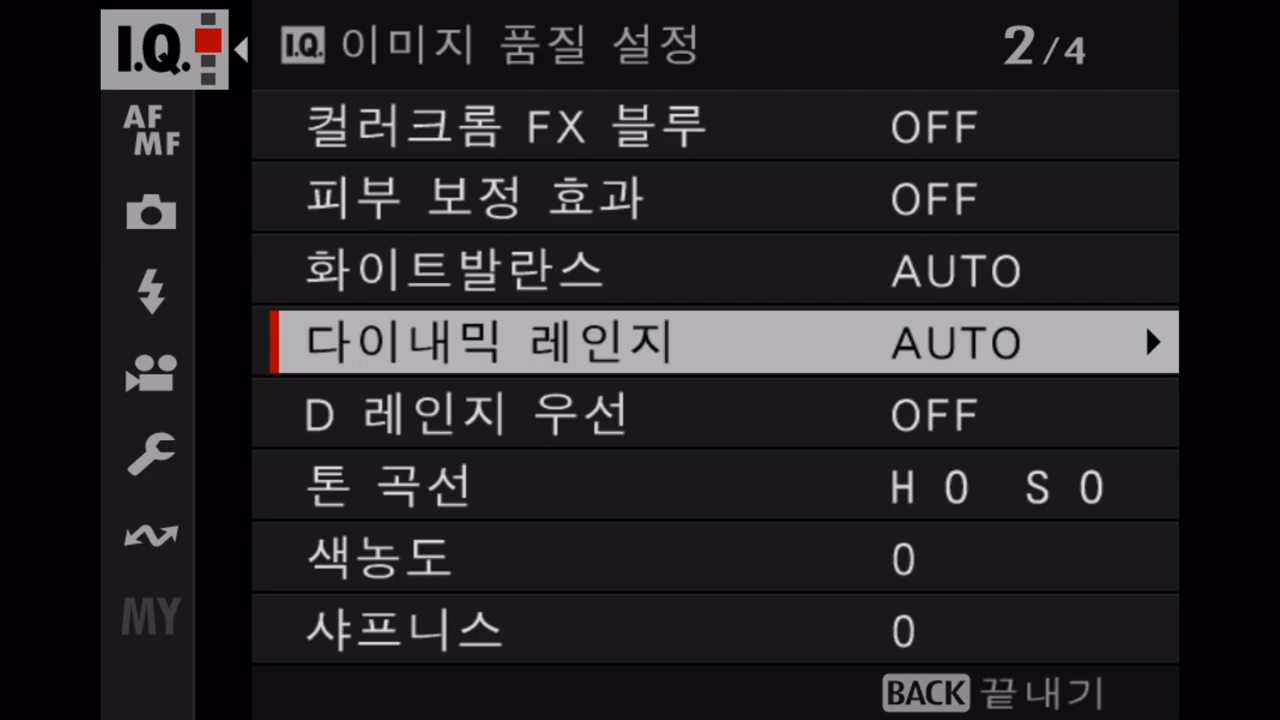 I.Q.
I.Q. 이미지 품질 설정 2/4
AF
MF
MY
컬러크롬 FX 블루 OFF
피부 보정 효과 OFF
화이트발란스 AUTO
다이내믹 레인지 AUTO
D 레인지 우선 OFF
톤 곡선 H 0 S 0
색농도 0
샤프니스 0
BACK 끝내기